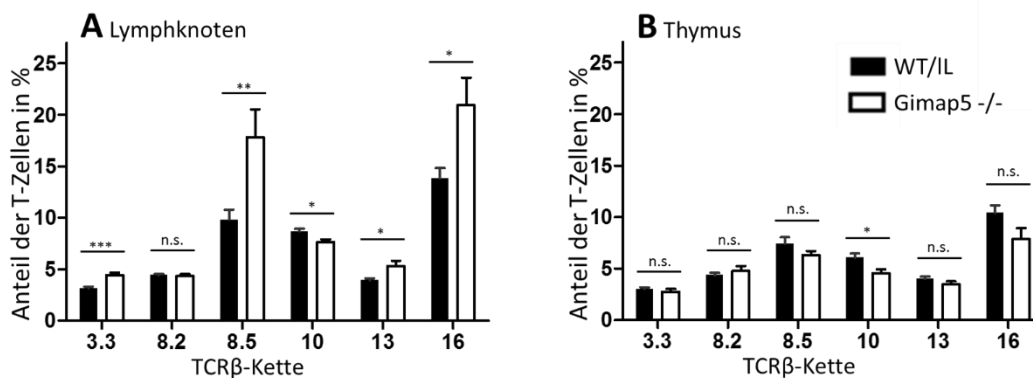 A Lymphknoten
Anteil der T-Zellen in %
25
20
15
10
5
0
***
n.s.
**
*
*
*
3.3 8.2 8.5 10 13 16
TCRβ-Kette
B Thymus
WT/IL
Gimap5 -/-
Anteil der T-Zellen in %
25
20
15
10
5
0
n.s.
n.s.
n.s.
*
n.s.
n.s.
3.3 8.2 8.5 10 13 16
TCRβ-Kette